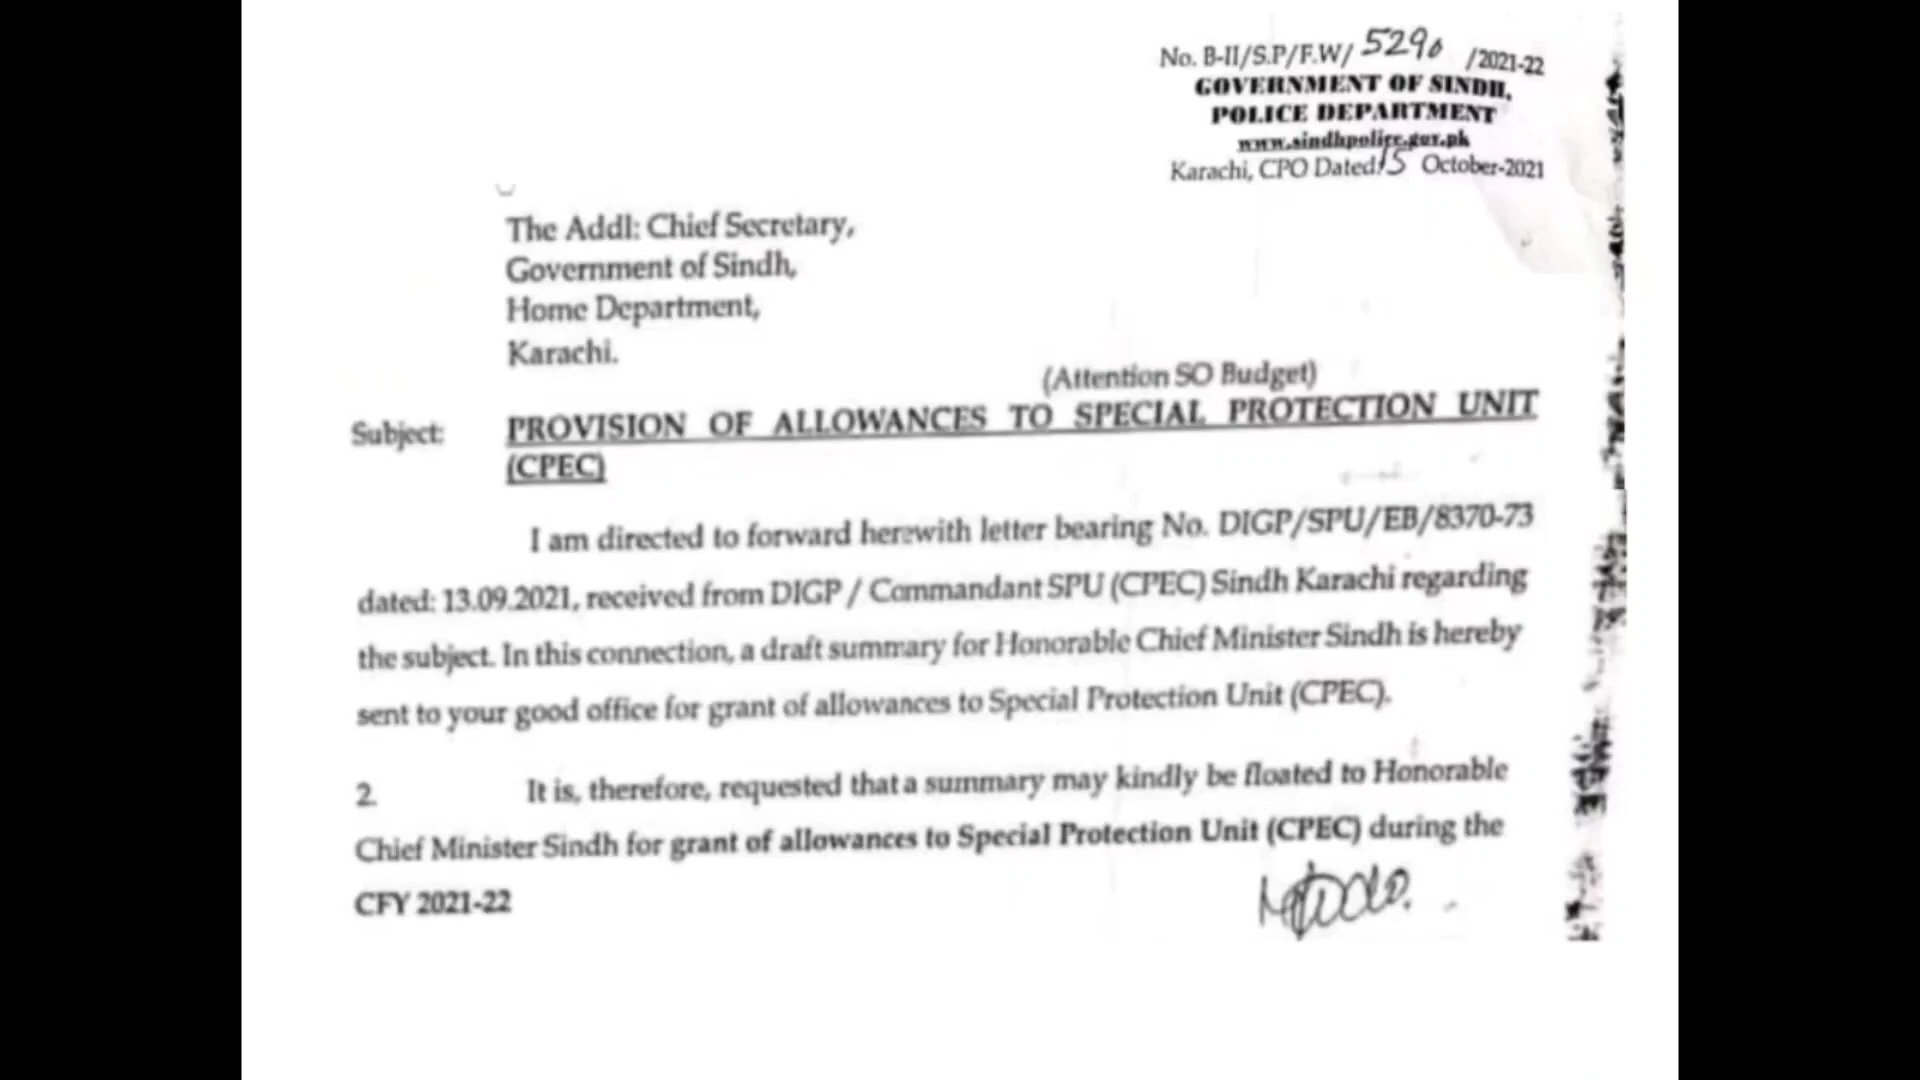 No. B-II/S.P/F.W/ 5290 /2021-22
GOVERNMENT OF SINDH,
POLICE DEPARTMENT
www.sindhpolice.gov.pk
Karachi, CPO Dated 15 October-2021
The Addl: Chief Secretary,
Government of Sindh,
Home Department,
Karachi.
(Attention SO Budget)
Subject: PROVISION OF ALLOWANCES TO SPECIAL PROTECTION UNIT
(CPEC)
I am directed to forward herewith letter bearing No. DIGP/SPU/EB/8370-73
dated: 13.09.2021, received from DIGP / Commandant SPU (CPEC) Sindh Karachi regarding
the subject. In this connection, a draft summary for Honorable Chief Minister Sindh is hereby
sent to your good office for grant of allowances to Special Protection Unit (CPEC).
2. It is, therefore, requested that a summary may kindly be floated to Honorable
Chief Minister Sindh for grant of allowances to Special Protection Unit (CPEC) during the
CFY 2021-22